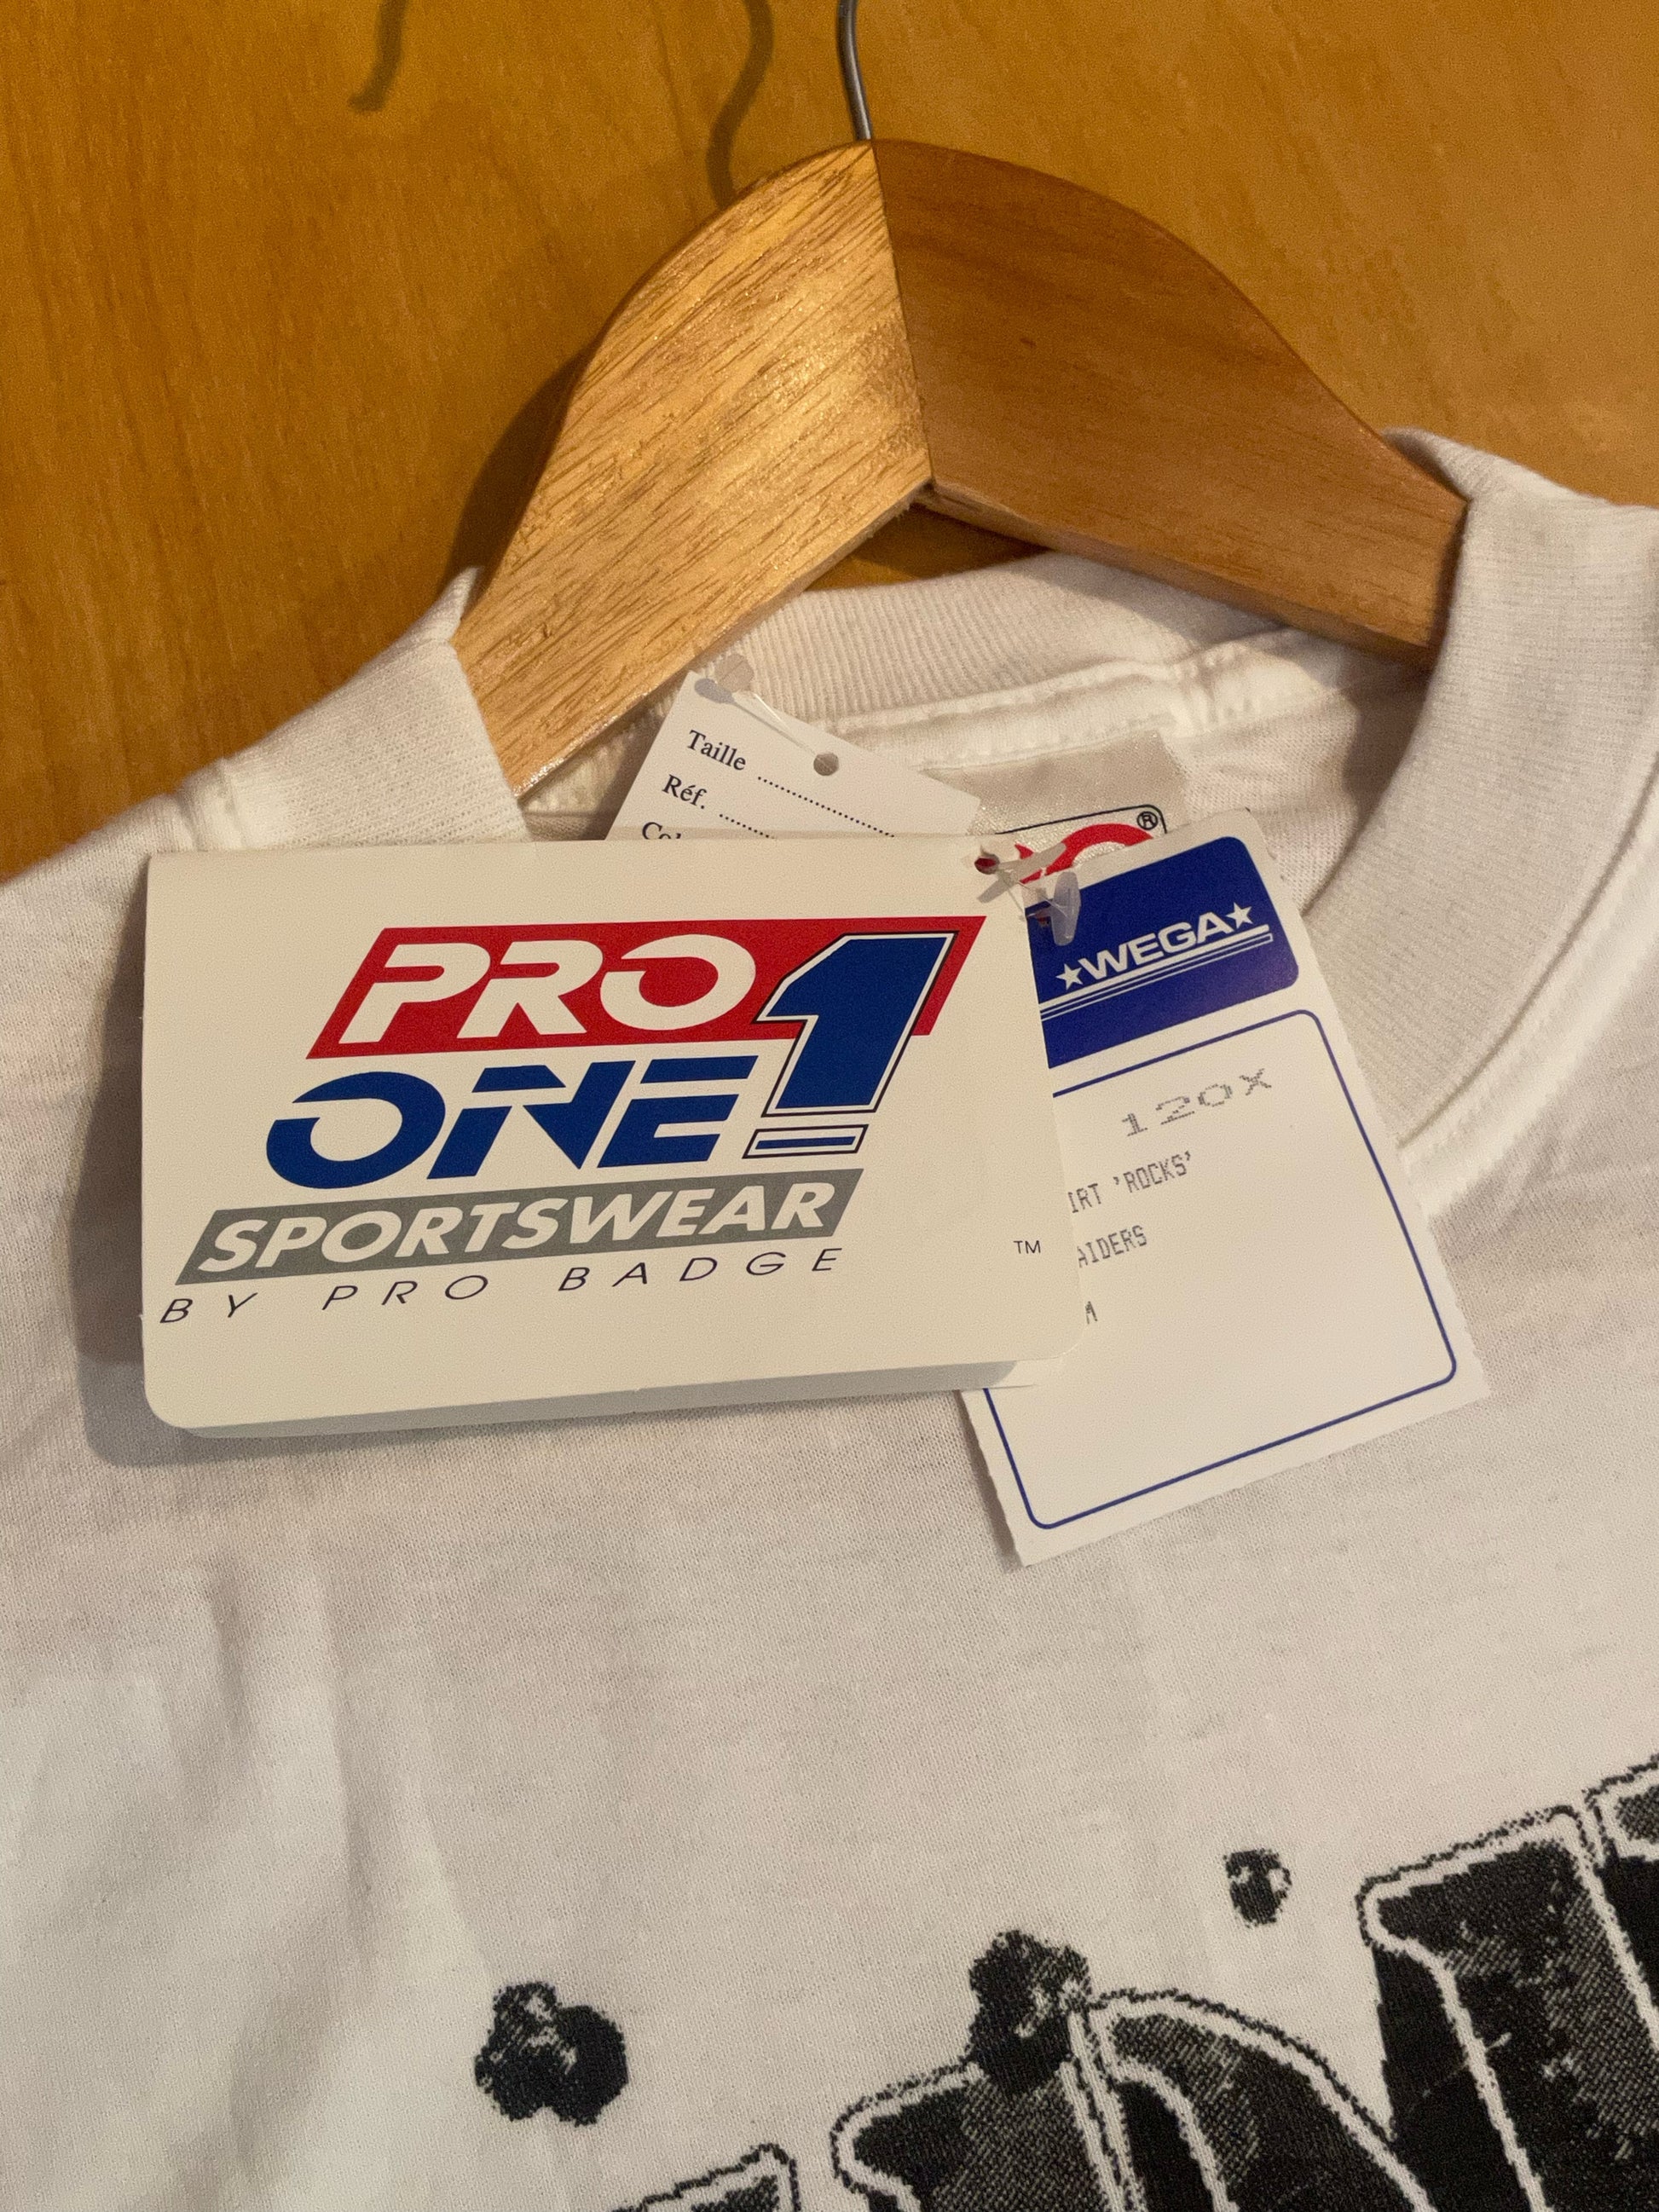 Taille
Réf.
®
PRO
ONE 1
SPORTSWEAR
BY PRO BADGE
TM
WEGA
120X
IRT 'ROCKS'
AIDERS
M